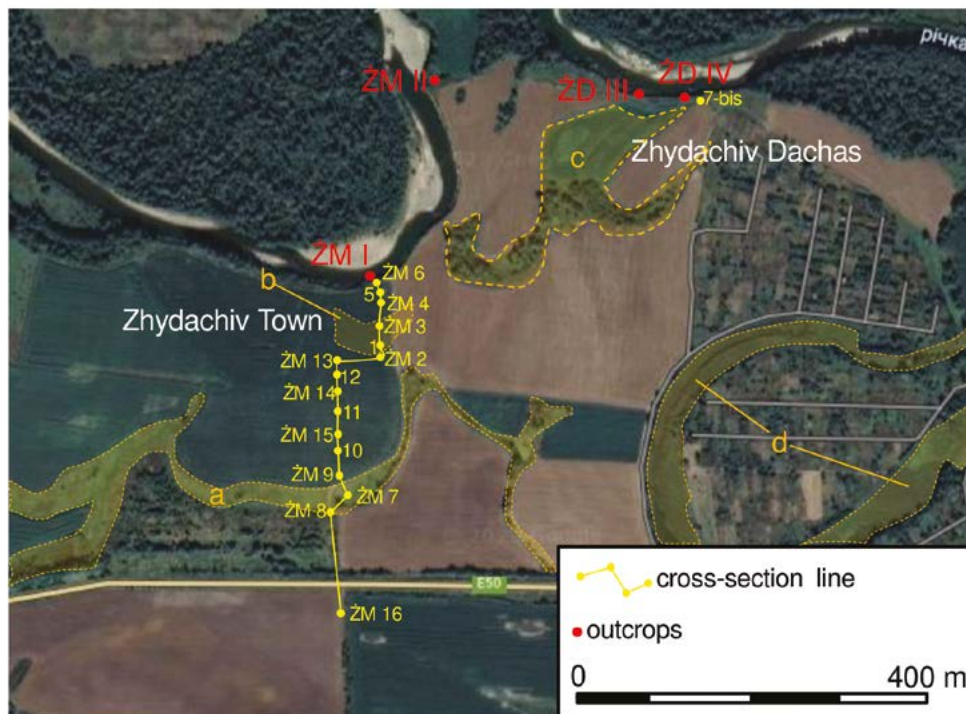 річка
ŻM II
ŻD III
ŻD IV
7-bis
c
Zhydachiv Dachas
ŻM I
b
ŻM 6
5
ŻM 4
Zhydachiv Town
ŻM 3
1
ŻM 2
ŻM 13
12
ŻM 14
11
ŻM 15
10
d
ŻM 9
a
ŻM 7
ŻM 8
E50
ŻM 16
cross-section line
outcrops
0 400 m